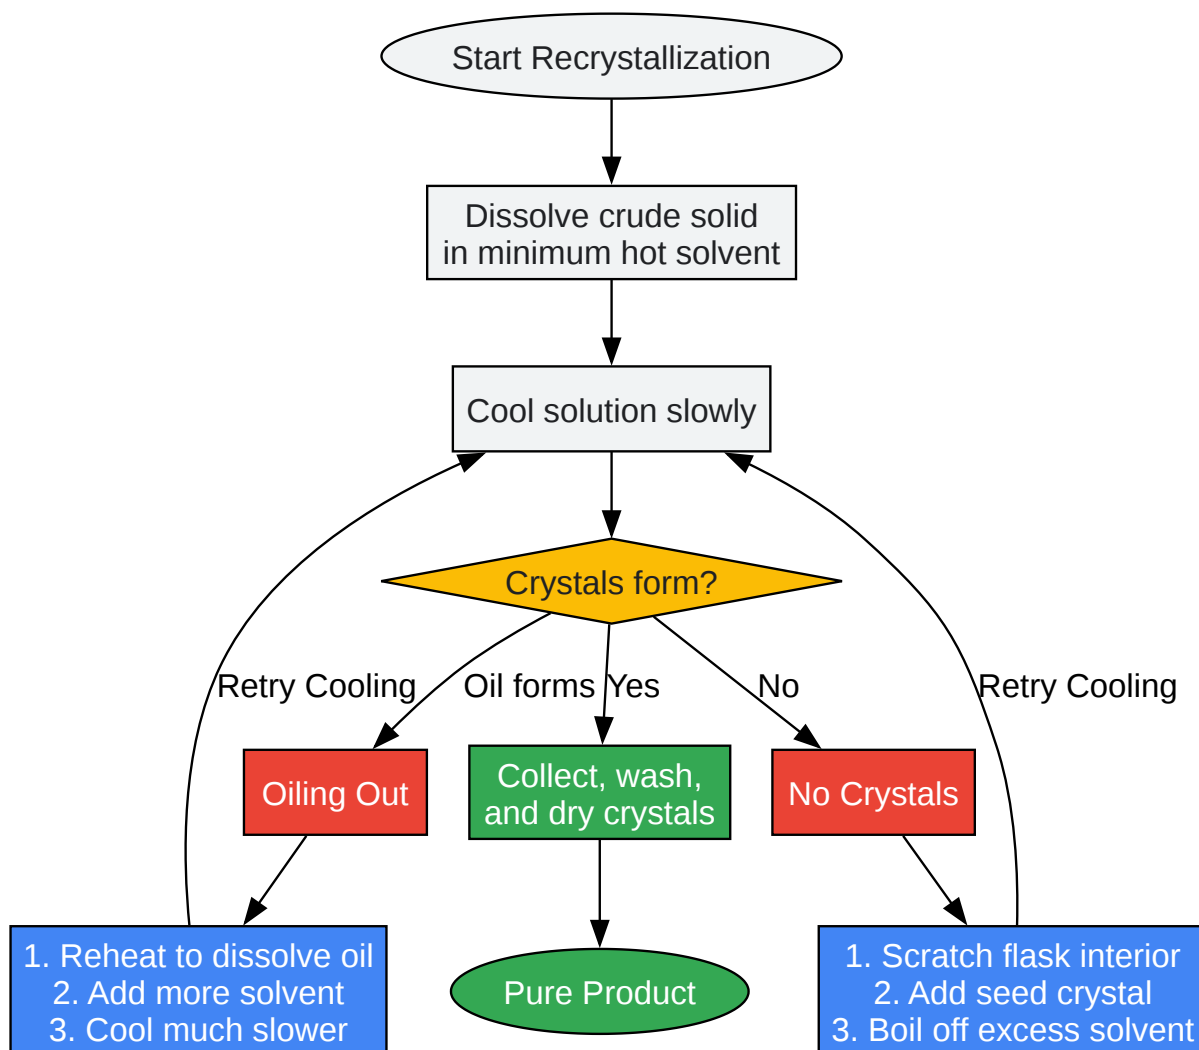 Start Recrystallization
Dissolve crude solid
in minimum hot solvent
Cool solution slowly
Crystals form?
Retry Cooling
Oil forms
Yes
No
Retry Cooling
Oiling Out
Collect, wash,
and dry crystals
No Crystals
1. Reheat to dissolve oil
2. Add more solvent
3. Cool much slower
Pure Product
1. Scratch flask interior
2. Add seed crystal
3. Boil off excess solvent